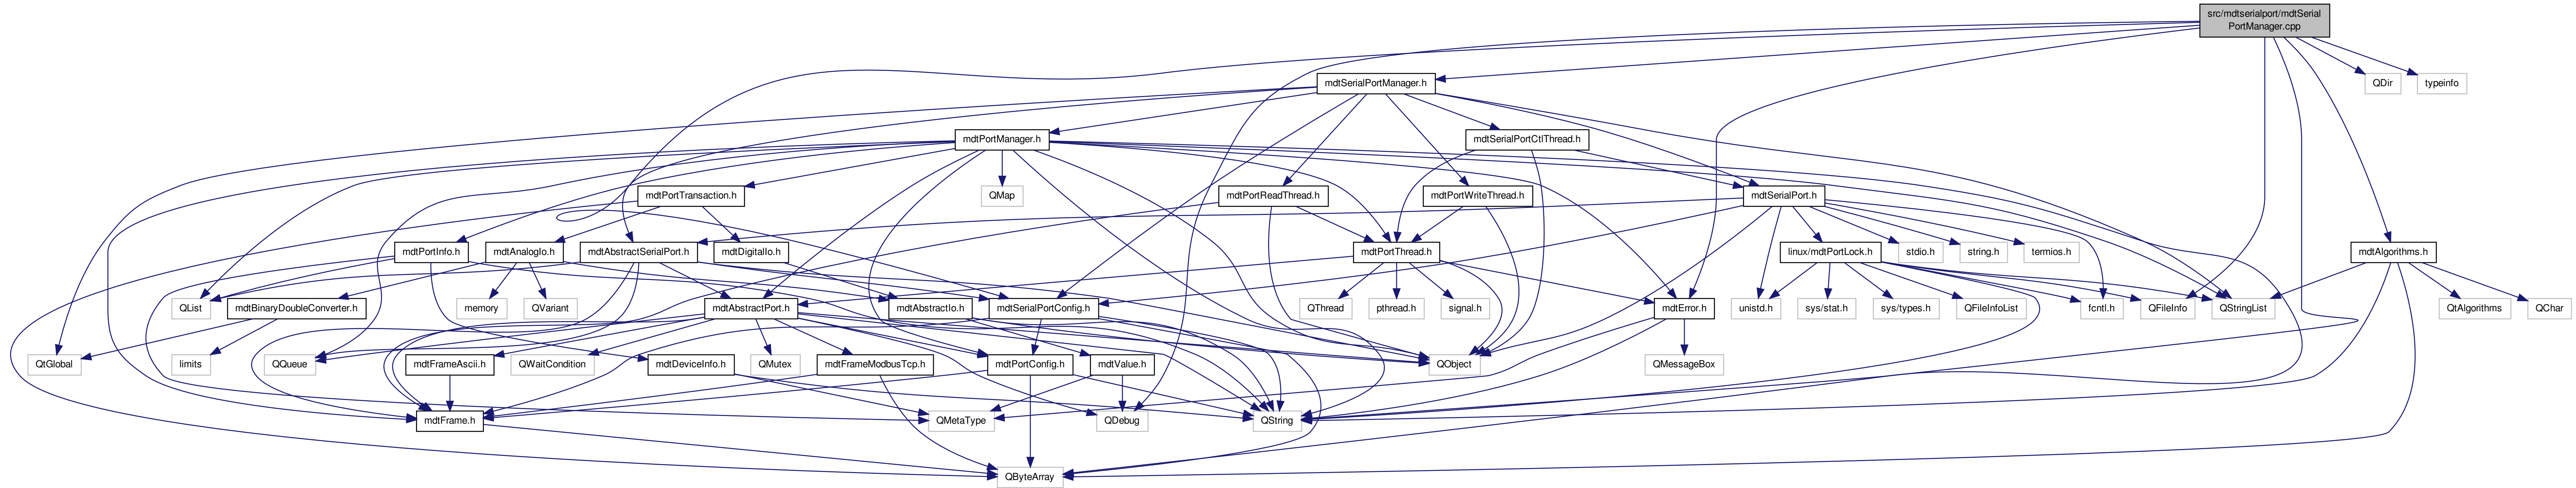 src/mdtserialport/mdtSerial
PortManager.cpp
mdtSerialPortManager.h
QDir
typeinfo
mdtPortManager.h
mdtSerialPortCtlThread.h
mdtPortTransaction.h
QMap
mdtPortReadThread.h
mdtPortWriteThread.h
mdtSerialPort.h
mdtPortInfo.h
mdtAnalogIo.h
mdtAbstractSerialPort.h
mdtDigitalIo.h
mdtPortThread.h
linux/mdtPortLock.h
stdio.h
string.h
termios.h
mdtAlgorithms.h
QList
mdtBinaryDoubleConverter.h
memory
QVariant
mdtAbstractPort.h
mdtAbstractIo.h
mdtSerialPortConfig.h
QThread
pthread.h
signal.h
mdtError.h
unistd.h
sys/stat.h
sys/types.h
QFileInfoList
fcntl.h
QFileInfo
QStringList
QtAlgorithms
QChar
QtGlobal
limits
QQueue
mdtFrameAscii.h
QWaitCondition
mdtDeviceInfo.h
QMutex
mdtFrameModbusTcp.h
mdtPortConfig.h
mdtValue.h
QObject
QMessageBox
mdtFrame.h
QMetaType
QDebug
QString
QByteArray